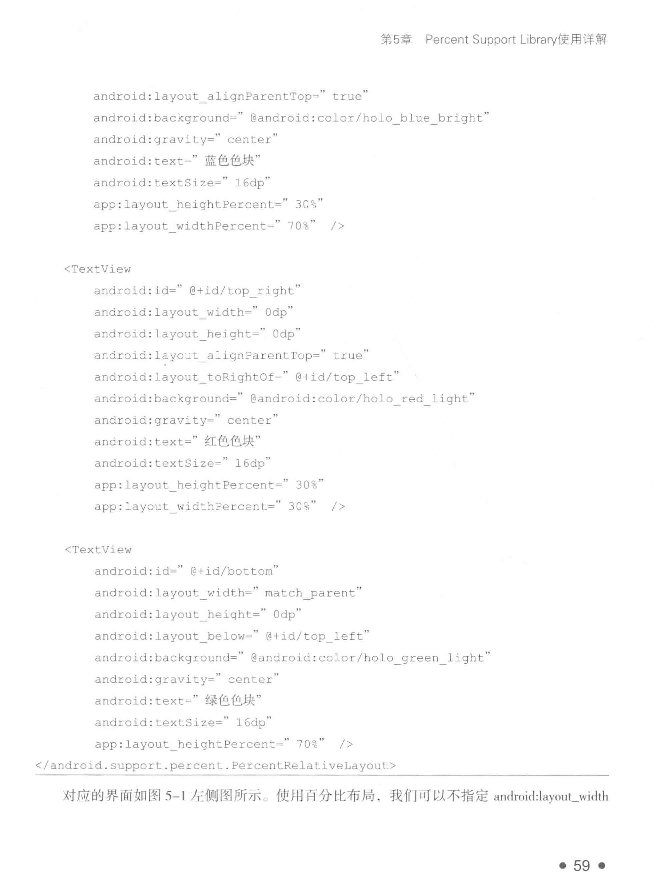 第5章 Percent Support Library使用详解
android:layout_alignParentTop=” true”
android:background=” @android:color/holo_blue_bright”
android:gravity=” center”
android:text=” 蓝色色块”
android:textSize=” 16dp”
app:layout_heightPercent=” 30%”
app:layout_widthPercent=” 70%” />
<TextView
android:id=” @+id/top_right”
android:layout_width=” 0dp”
android:layout_height=” 0dp”
android:layout_alignParentTop=” true”
android:layout_toRightOf=” @+id/top_left”
android:background=” @android:color/holo_red_light”
android:gravity=” center”
android:text=” 红色色块”
android:textSize=” 16dp”
app:layout_heightPercent=” 30%”
app:layout_widthPercent=” 30%” />
<TextView
android:id=” @+id/bottom”
android:layout_width=” match_parent”
android:layout_height=” 0dp”
android:layout_below=” @+id/top_left”
android:background=” @android:color/holo_green_light”
android:gravity=” center”
android:text=” 绿色色块”
android:textSize=” 16dp”
app:layout_heightPercent=” 70%” />
</android.support.percent.PercentRelativeLayout>
对应的界面如图 5-1 左侧图所示。使用百分比布局，我们可以不指定 android:layout_width
• 59 •